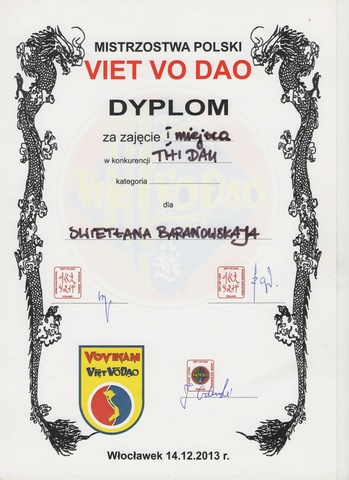 MISTRZOSTWA POLSKI
VIET VO DAO
DYPLOM
za zajęcie I miejsca
w konkurencji THI DAU
kategoria
dla
SWIETŁANA BARANOWSKAJA
VOVINAM
VIET VÕ DAO
Włocławek 14.12.2013 r.